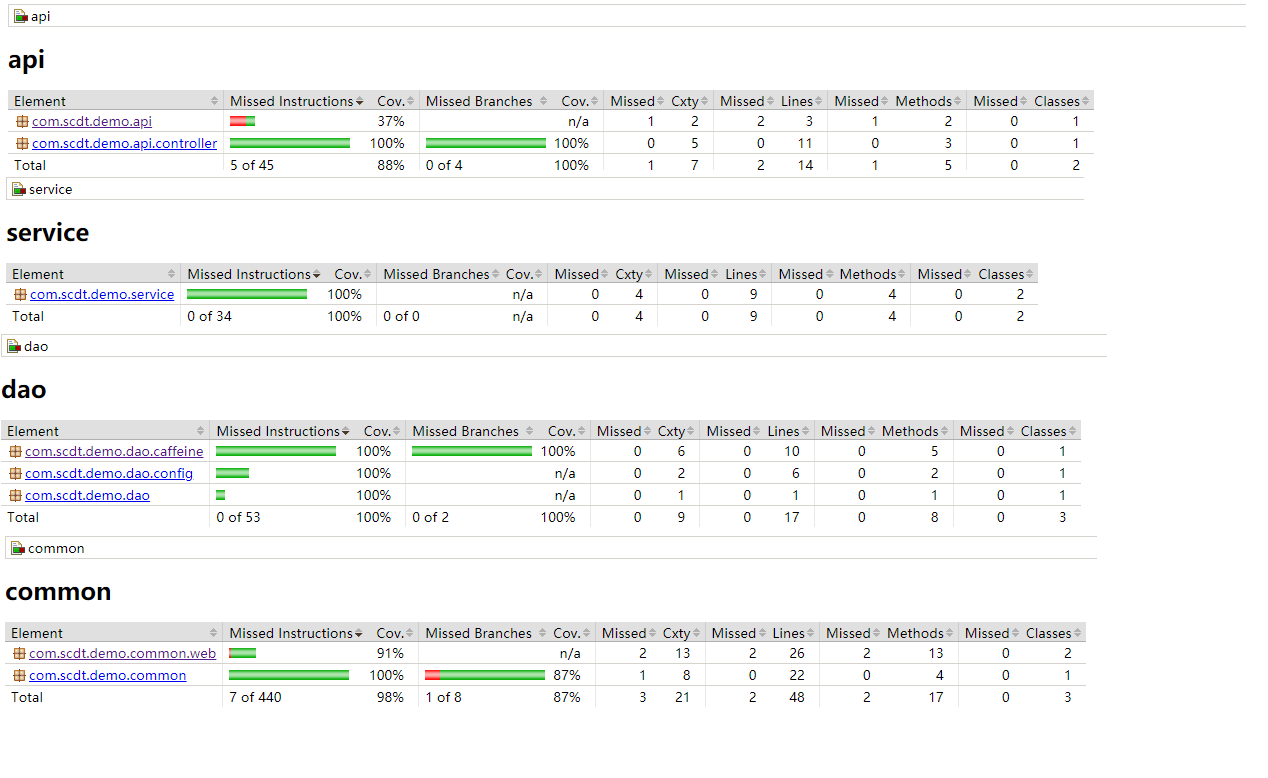 api
api
Element Missed Instructions Cov. Missed Branches Cov. Missed Cxty Missed Lines Missed Methods Missed Classes
com.scdt.demo.api 37% n/a 1 2 2 3 1 2 0 1
com.scdt.demo.api.controller 100% 100% 0 5 0 11 0 3 0 1
Total 5 of 45 88% 0 of 4 100% 1 7 2 14 1 5 0 2
service
service
Element Missed Instructions Cov. Missed Branches Cov. Missed Cxty Missed Lines Missed Methods Missed Classes
com.scdt.demo.service 100% n/a 0 4 0 9 0 4 0 2
Total 0 of 34 100% 0 of 0 n/a 0 4 0 9 0 4 0 2
dao
dao
Element Missed Instructions Cov. Missed Branches Cov. Missed Cxty Missed Lines Missed Methods Missed Classes
com.scdt.demo.dao.caffeine 100% 100% 0 6 0 10 0 5 0 1
com.scdt.demo.dao.config 100% n/a 0 2 0 6 0 2 0 1
com.scdt.demo.dao 100% n/a 0 1 0 1 0 1 0 1
Total 0 of 53 100% 0 of 2 100% 0 9 0 17 0 8 0 3
common
common
Element Missed Instructions Cov. Missed Branches Cov. Missed Cxty Missed Lines Missed Methods Missed Classes
com.scdt.demo.common.web 91% n/a 2 13 2 26 2 13 0 2
com.scdt.demo.common 100% 87% 1 8 0 22 0 4 0 1
Total 7 of 440 98% 1 of 8 87% 3 21 2 48 2 17 0 3